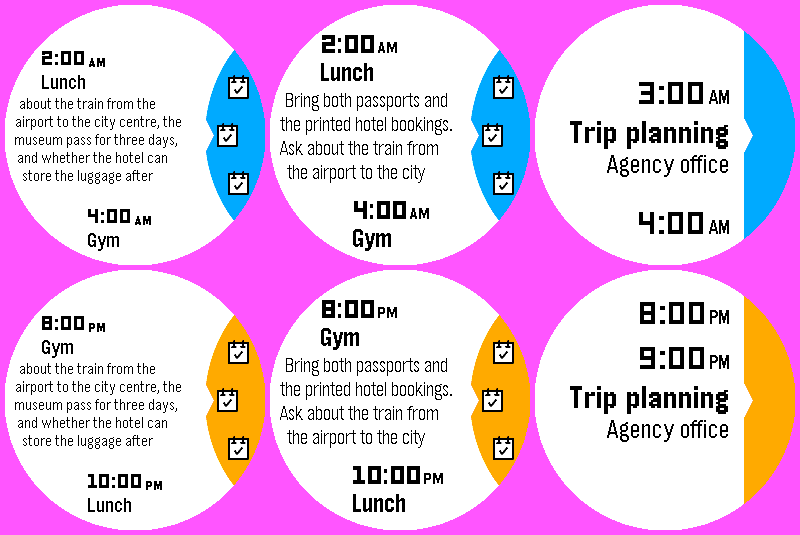 2:00 AM
Lunch
about the train from the
airport to the city centre, the
museum pass for three days,
and whether the hotel can
store the luggage after
4:00 AM
Gym
2:00 AM
Lunch
Bring both passports and
the printed hotel bookings.
Ask about the train from
the airport to the city
4:00 AM
Gym
3:00 AM
Trip planning
Agency office
4:00 AM
8:00 PM
Gym
about the train from the
airport to the city centre, the
museum pass for three days,
and whether the hotel can
store the luggage after
10:00 PM
Lunch
8:00 PM
Gym
Bring both passports and
the printed hotel bookings.
Ask about the train from
the airport to the city
10:00 PM
Lunch
8:00 PM
9:00 PM
Trip planning
Agency office